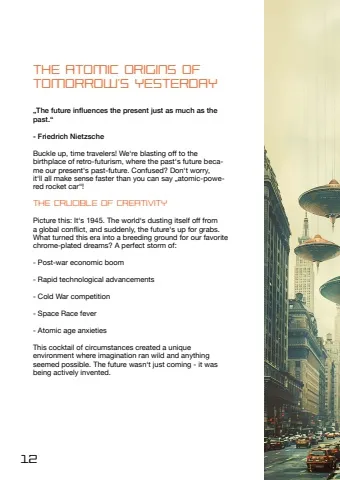 THE ATOMIC ORIGINS OF
TOMORROW'S YESTERDAY
„The future influences the present just as much as the
past.“
- Friedrich Nietzsche
Buckle up, time travelers! We're blasting off to the
birthplace of retro-futurism, where the past's future beca-
me our present's past-future. Confused? Don't worry,
it'll all make sense faster than you can say „atomic-powe-
red rocket car“!
THE CRUCIBLE OF CREATIVITY
Picture this: It's 1945. The world's dusting itself off from
a global conflict, and suddenly, the future's up for grabs.
What turned this era into a breeding ground for our favorite
chrome-plated dreams? A perfect storm of:
- Post-war economic boom
- Rapid technological advancements
- Cold War competition
- Space Race fever
- Atomic age anxieties
This cocktail of circumstances created a unique
environment where imagination ran wild and anything
seemed possible. The future wasn't just coming - it was
being actively invented.
12